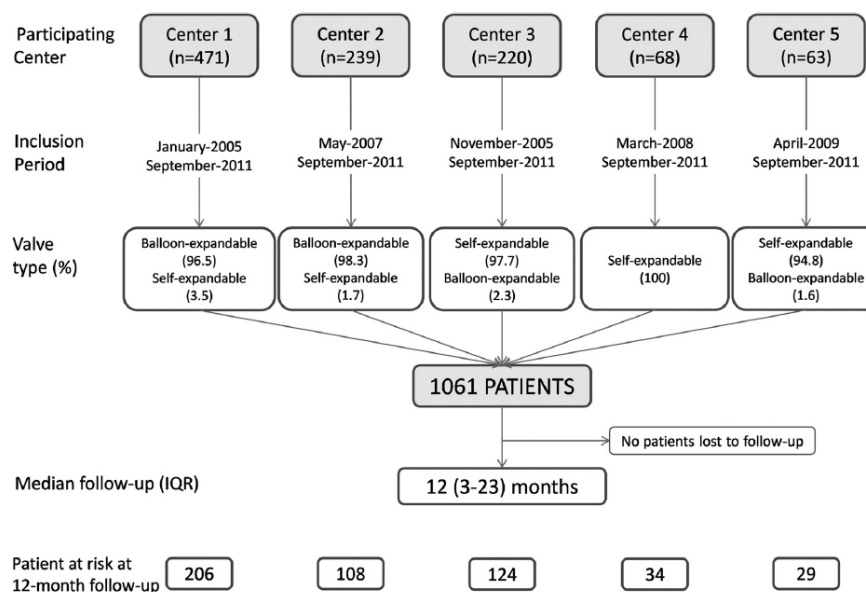 Participating
Center
Center 1
(n=471)
Center 2
(n=239)
Center 3
(n=220)
Center 4
(n=68)
Center 5
(n=63)
Inclusion
Period
January-2005
September-2011
May-2007
September-2011
November-2005
September-2011
March-2008
September-2011
April-2009
September-2011
Valve
type (%)
Balloon-expandable
(96.5)
Self-expandable
(3.5)
Balloon-expandable
(98.3)
Self-expandable
(1.7)
Self-expandable
(97.7)
Balloon-expandable
(2.3)
Self-expandable
(100)
Self-expandable
(94.8)
Balloon-expandable
(1.6)
1061 PATIENTS
No patients lost to follow-up
Median follow-up (IQR)
12 (3-23) months
Patient at risk at
12-month follow-up
206
108
124
34
29